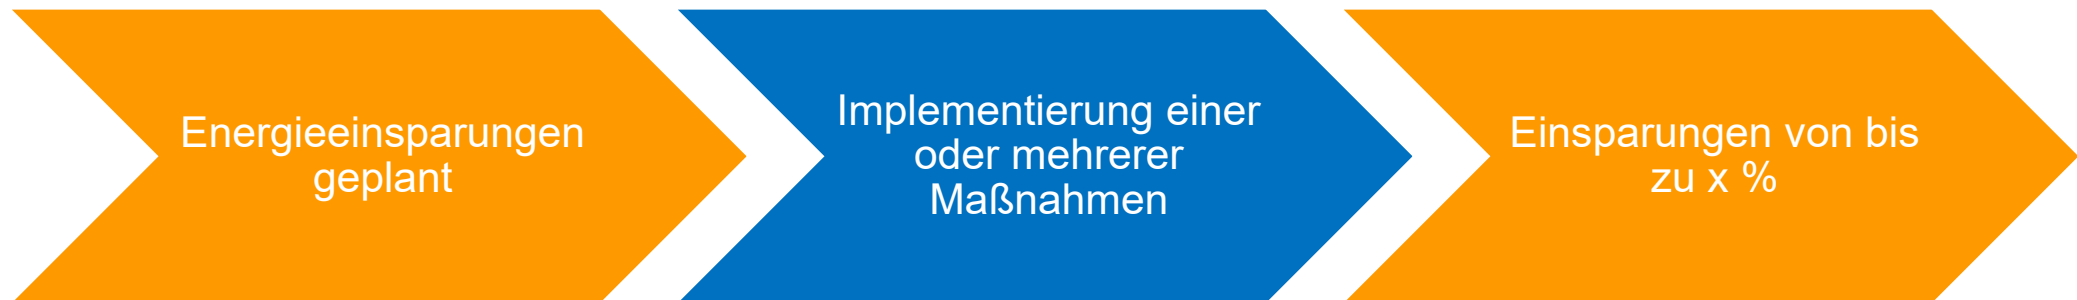 Energieeinsparungen
geplant
Implementierung einer
oder mehrerer
Maßnahmen
Einsparungen von bis
zu x %